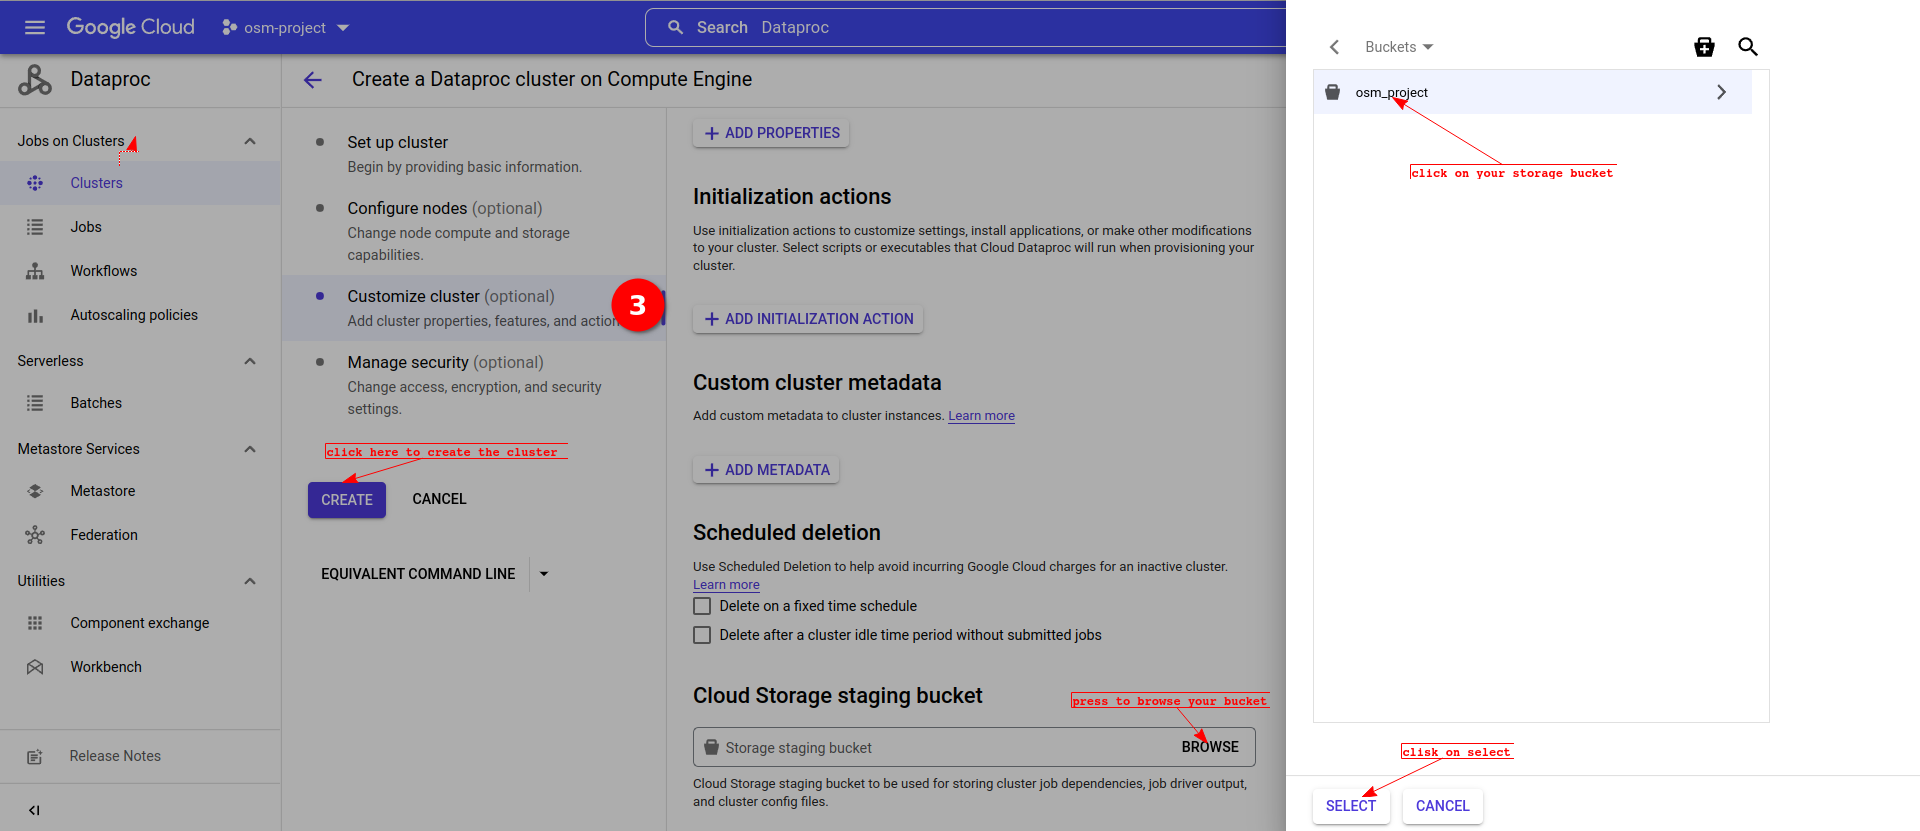 Google Cloud
osm-project
Search Dataproc
Dataproc
Jobs on Clusters
Clusters
Jobs
Workflows
Autoscaling policies
Serverless
Batches
Metastore Services
Metastore
Federation
Utilities
Component exchange
Workbench
Release Notes
Create a Dataproc cluster on Compute Engine
Set up cluster
Begin by providing basic information.
Configure nodes (optional)
Change node compute and storage
capabilities.
Customize cluster (optional)
Add cluster properties, features, and action
3
Manage security (optional)
Change access, encryption, and security
settings.
click here to create the cluster
CREATE
CANCEL
EQUIVALENT COMMAND LINE
ADD PROPERTIES
Initialization actions
Use initialization actions to customize settings, install applications, or make other modifications
to your cluster. Select scripts or executables that Cloud Dataproc will run when provisioning your
cluster.
ADD INITIALIZATION ACTION
Custom cluster metadata
Add custom metadata to cluster instances. Learn more
ADD METADATA
Scheduled deletion
Use Scheduled Deletion to help avoid incurring Google Cloud charges for an inactive cluster.
Learn more
Delete on a fixed time schedule
Delete after a cluster idle time period without submitted jobs
Cloud Storage staging bucket
press to browse your bucket
Storage staging bucket
BROWSE
Cloud Storage staging bucket to be used for storing cluster job dependencies, job driver output,
and cluster config files.
Buckets
osm_project
click on your storage bucket
clisk on select
SELECT
CANCEL